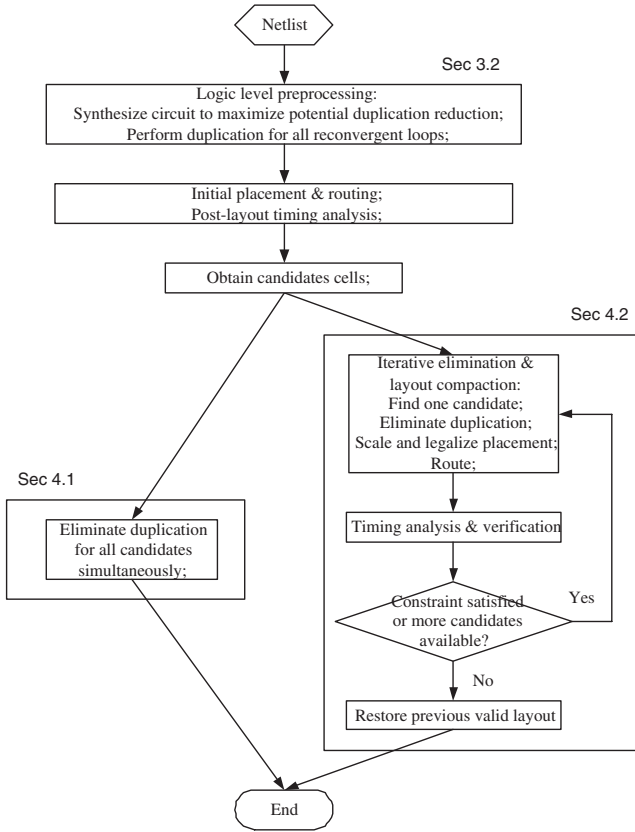 Netlist
Sec 3.2
Logic level preprocessing:
Synthesize circuit to maximize potential duplication reduction;
Perform duplication for all reconvergent loops;
Initial placement & routing;
Post-layout timing analysis;
Obtain candidates cells;
Sec 4.2
Iterative elimination &
layout compaction:
Find one candidate;
Eliminate duplication;
Scale and legalize placement;
Route;
Sec 4.1
Eliminate duplication
for all candidates
simultaneously;
Timing analysis & verification
Constraint satisfied
or more candidates
available?
Yes
No
Restore previous valid layout
End